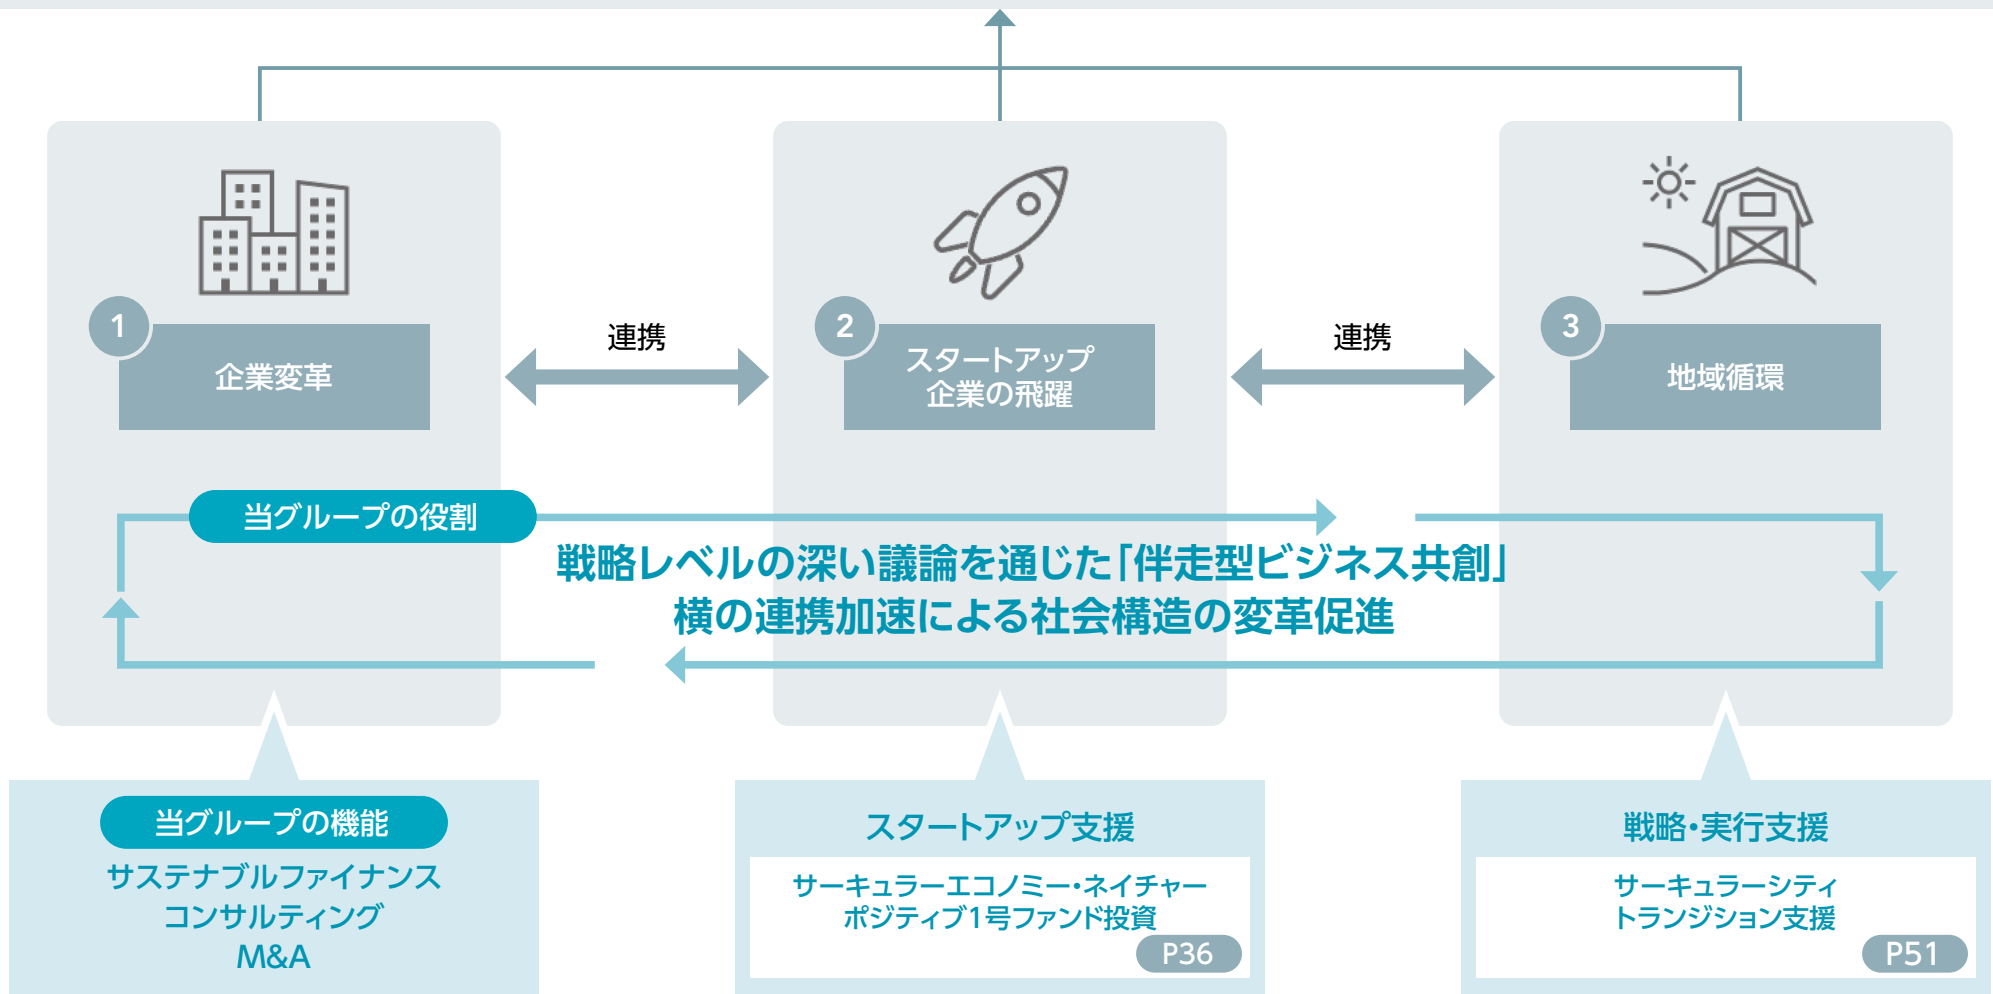 1
企業変革
連携
2
スタートアップ
企業の飛躍
連携
3
地域循環
当グループの役割
戦略レベルの深い議論を通じた「伴走型ビジネス共創」
横の連携加速による社会構造の変革促進
当グループの機能
サステナブルファイナンス
コンサルティング
M&A
スタートアップ支援
サーキュラーエコノミー・ネイチャー
ポジティブ1号ファンド投資
P36
戦略・実行支援
サーキュラーシティ
トランジション支援
P51